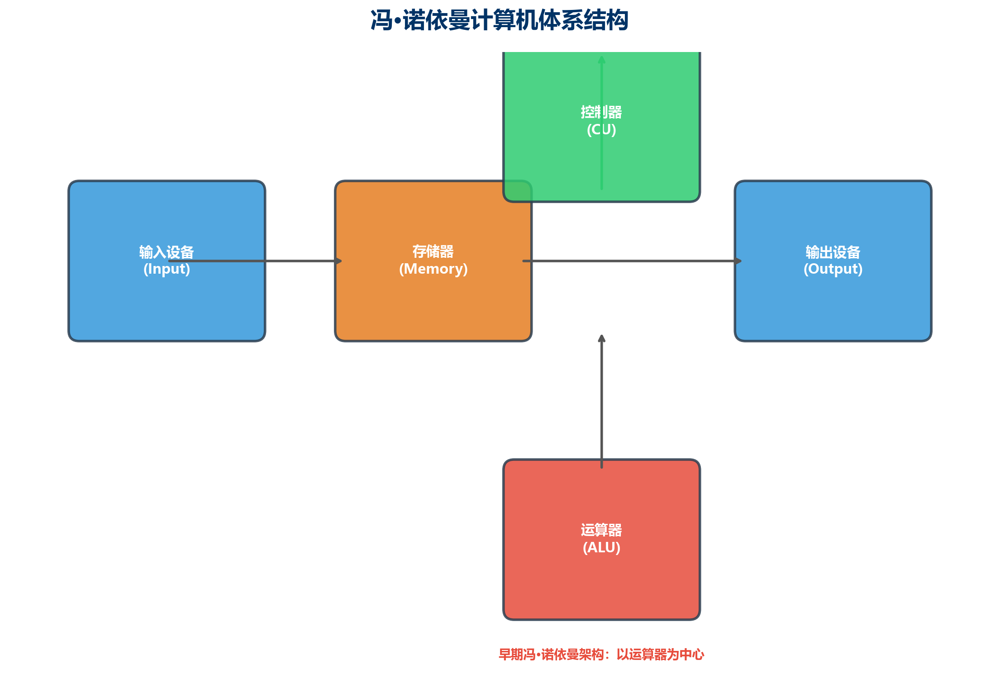 冯•诺依曼计算机体系结构
控制器
(CU)
输入设备
(Input)
存储器
(Memory)
输出设备
(Output)
运算器
(ALU)
早期冯•诺依曼架构：以运算器为中心